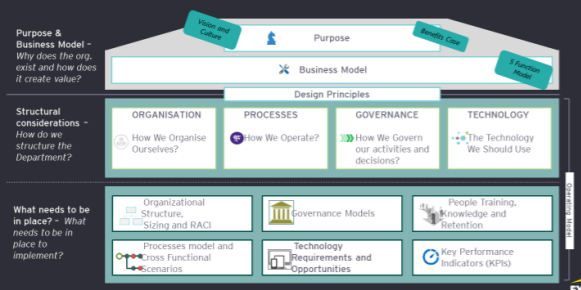 Purpose &
Business Model –
Why does the org.
exist and how does
it create value?
Vision and
Culture
Purpose
Benefits Case
Business Model
5 Function
Model
Design Principles
Structural
considerations –
How do we
structure the
Department?
ORGANISATION
How We Organise
Ourselves?
PROCESSES
How We Operate?
GOVERNANCE
How We Govern
our activities and
decisions?
TECHNOLOGY
The Technology
We Should Use
Operating Model
What needs to be
in place? – What
needs to be in
place to
implement?
Organizational
Structure,
Sizing and RACI
Governance Models
People Training,
Knowledge and
Retention
Processes model and
Cross Functional
Scenarios
Technology
Requirements and
Opportunities
Key Performance
Indicators (KPIs)